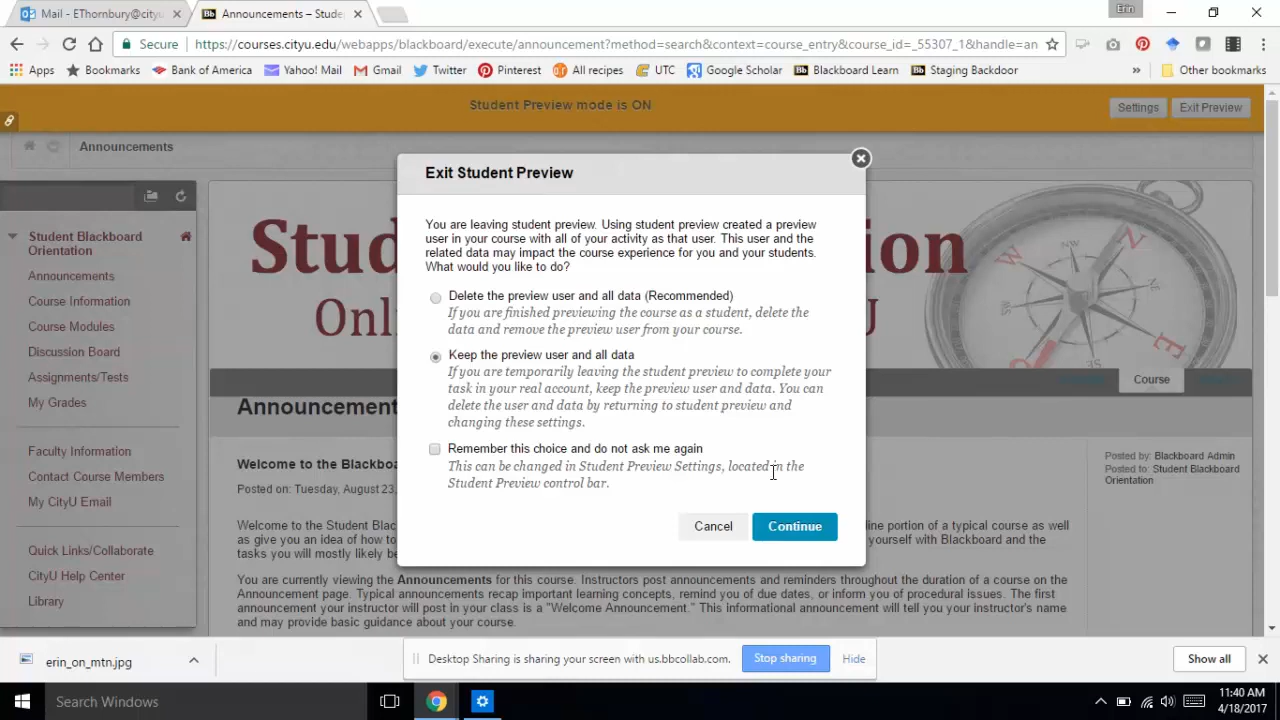 Mail - EThornbury@cityu
Announcements – Stude
Erin
Secure
https://courses.cityu.edu/webapps/blackboard/execute/announcement?method=search&context=course_entry&course_id=_55307_1&handle=an
Apps
Bookmarks
Bank of America
Yahoo! Mail
Gmail
Twitter
Pinterest
All recipes
UTC
Google Scholar
Blackboard Learn
Staging Backdoor
»
Other bookmarks
Student Preview mode is ON
Settings
Exit Preview
Announcements
Student Blackboard
Orientation
Announcements
Course Information
Course Modules
Discussion Board
Assignments/Tests
My Grades
Faculty Information
Contact Course Members
My CityU Email
Quick Links/Collaborate
CityU Help Center
Library
Stud
ion
Onl
U
N
W
E
Course
Exit Student Preview
You are leaving student preview. Using student preview created a preview
user in your course with all of your activity as that user. This user and the
related data may impact the course experience for you and your students.
What would you like to do?
Delete the preview user and all data (Recommended)
If you are finished previewing the course as a student, delete the
data and remove the preview user from your course.
Keep the preview user and all data
If you are temporarily leaving the student preview to complete your
task in your real account, keep the preview user and data. You can
delete the user and data by returning to student preview and
changing these settings.
Remember this choice and do not ask me again
This can be changed in Student Preview Settings, located in the
Student Preview control bar.
Cancel
Continue
Announcement
Welcome to the Bla
Posted on: Tuesday, August 23,
Posted by: Blackboard Admin
Posted to: Student Blackboard
Orientation
Welcome to the Student Blac line portion of a typical course as well
as give you an idea of how to yourself with Blackboard and the
tasks you will mostly likely be
You are currently viewing the Announcements for this course. Instructors post announcements and reminders throughout the duration of a course on the
Announcement page. Typical announcements recap important learning concepts, remind you of due dates, or inform you of procedural issues. The first
announcement your instructor will post in your class is a "Welcome Announcement." This informational announcement will tell you your instructor's name
and may provide basic guidance about your course.
erin_on_mtn.jpg
Desktop Sharing is sharing your screen with us.bbcollab.com.
Stop sharing
Hide
Show all
Search Windows
11:40 AM
4/18/2017